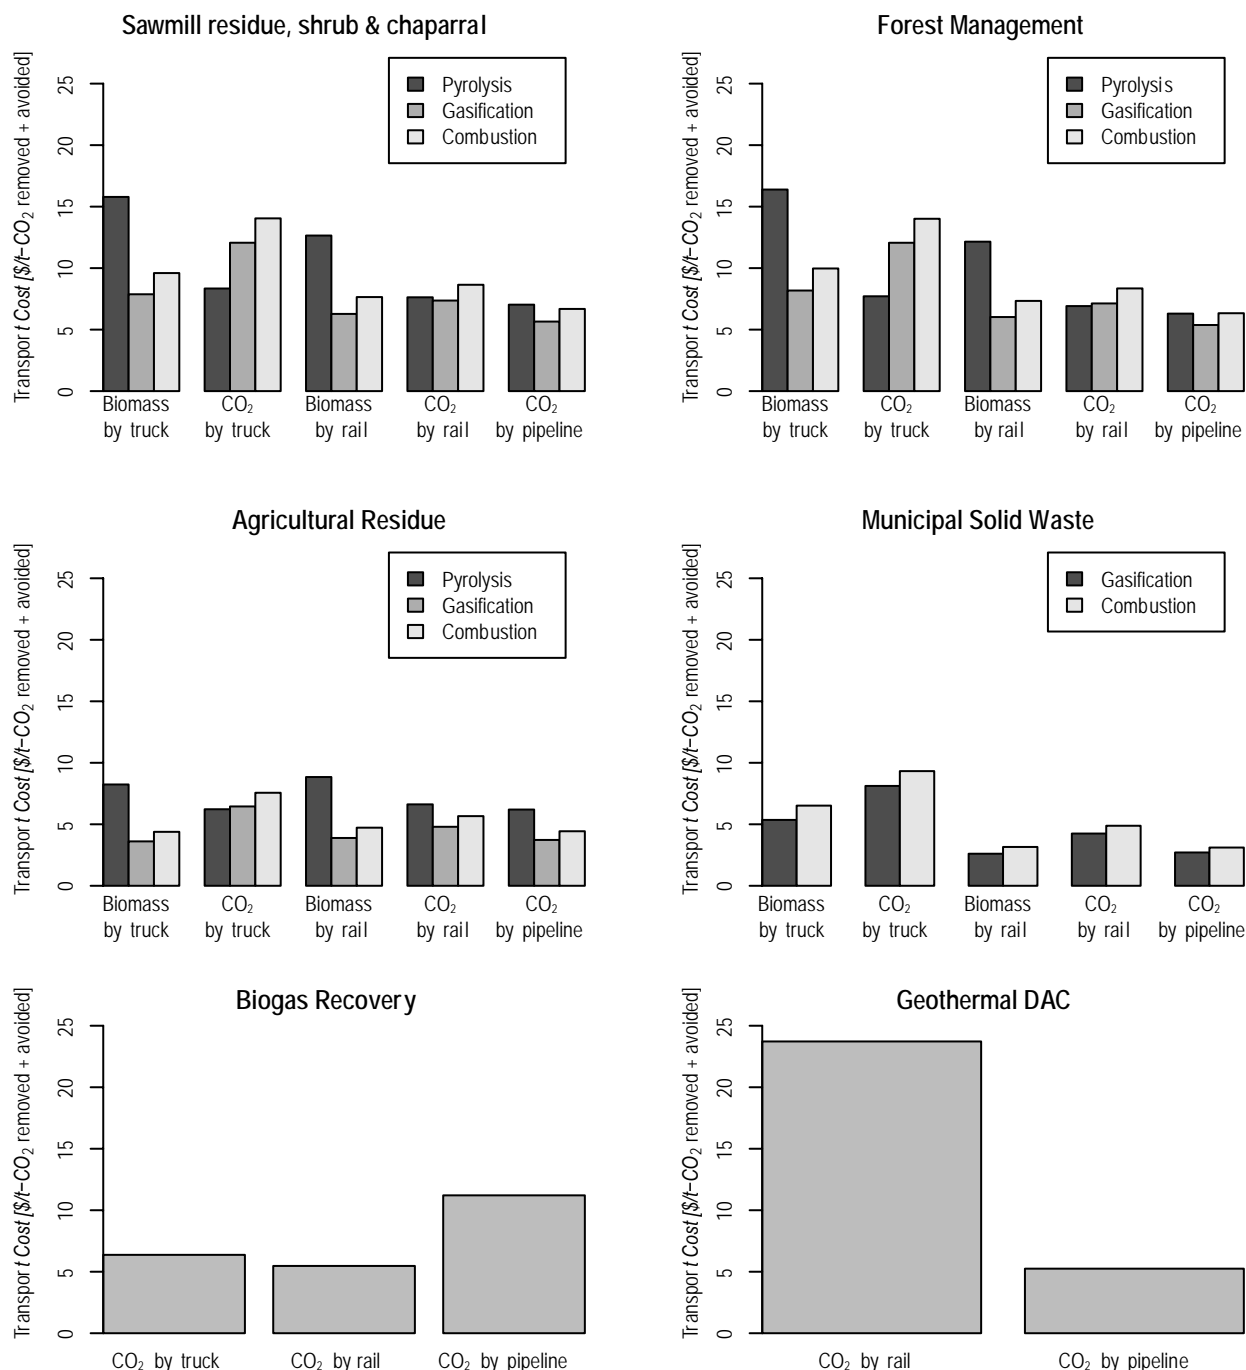 Sawmill residue, shrub & chaparral
Transport Cost [$/t−CO₂ removed + avoided]
0 5 10 15 20 25
Pyrolysis
Gasification
Combustion
Biomass by truck
CO₂ by truck
Biomass by rail
CO₂ by rail
CO₂ by pipeline
Forest Management
Transport Cost [$/t−CO₂ removed + avoided]
0 5 10 15 20 25
Pyrolysis
Gasification
Combustion
Biomass by truck
CO₂ by truck
Biomass by rail
CO₂ by rail
CO₂ by pipeline
Agricultural Residue
Transport Cost [$/t−CO₂ removed + avoided]
0 5 10 15 20 25
Pyrolysis
Gasification
Combustion
Biomass by truck
CO₂ by truck
Biomass by rail
CO₂ by rail
CO₂ by pipeline
Municipal Solid Waste
Transport Cost [$/t−CO₂ removed + avoided]
0 5 10 15 20 25
Gasification
Combustion
Biomass by truck
CO₂ by truck
Biomass by rail
CO₂ by rail
CO₂ by pipeline
Biogas Recovery
Transport Cost [$/t−CO₂ removed + avoided]
0 5 10 15 20 25
CO₂ by truck
CO₂ by rail
CO₂ by pipeline
Geothermal DAC
Transport Cost [$/t−CO₂ removed + avoided]
0 5 10 15 20 25
CO₂ by rail
CO₂ by pipeline